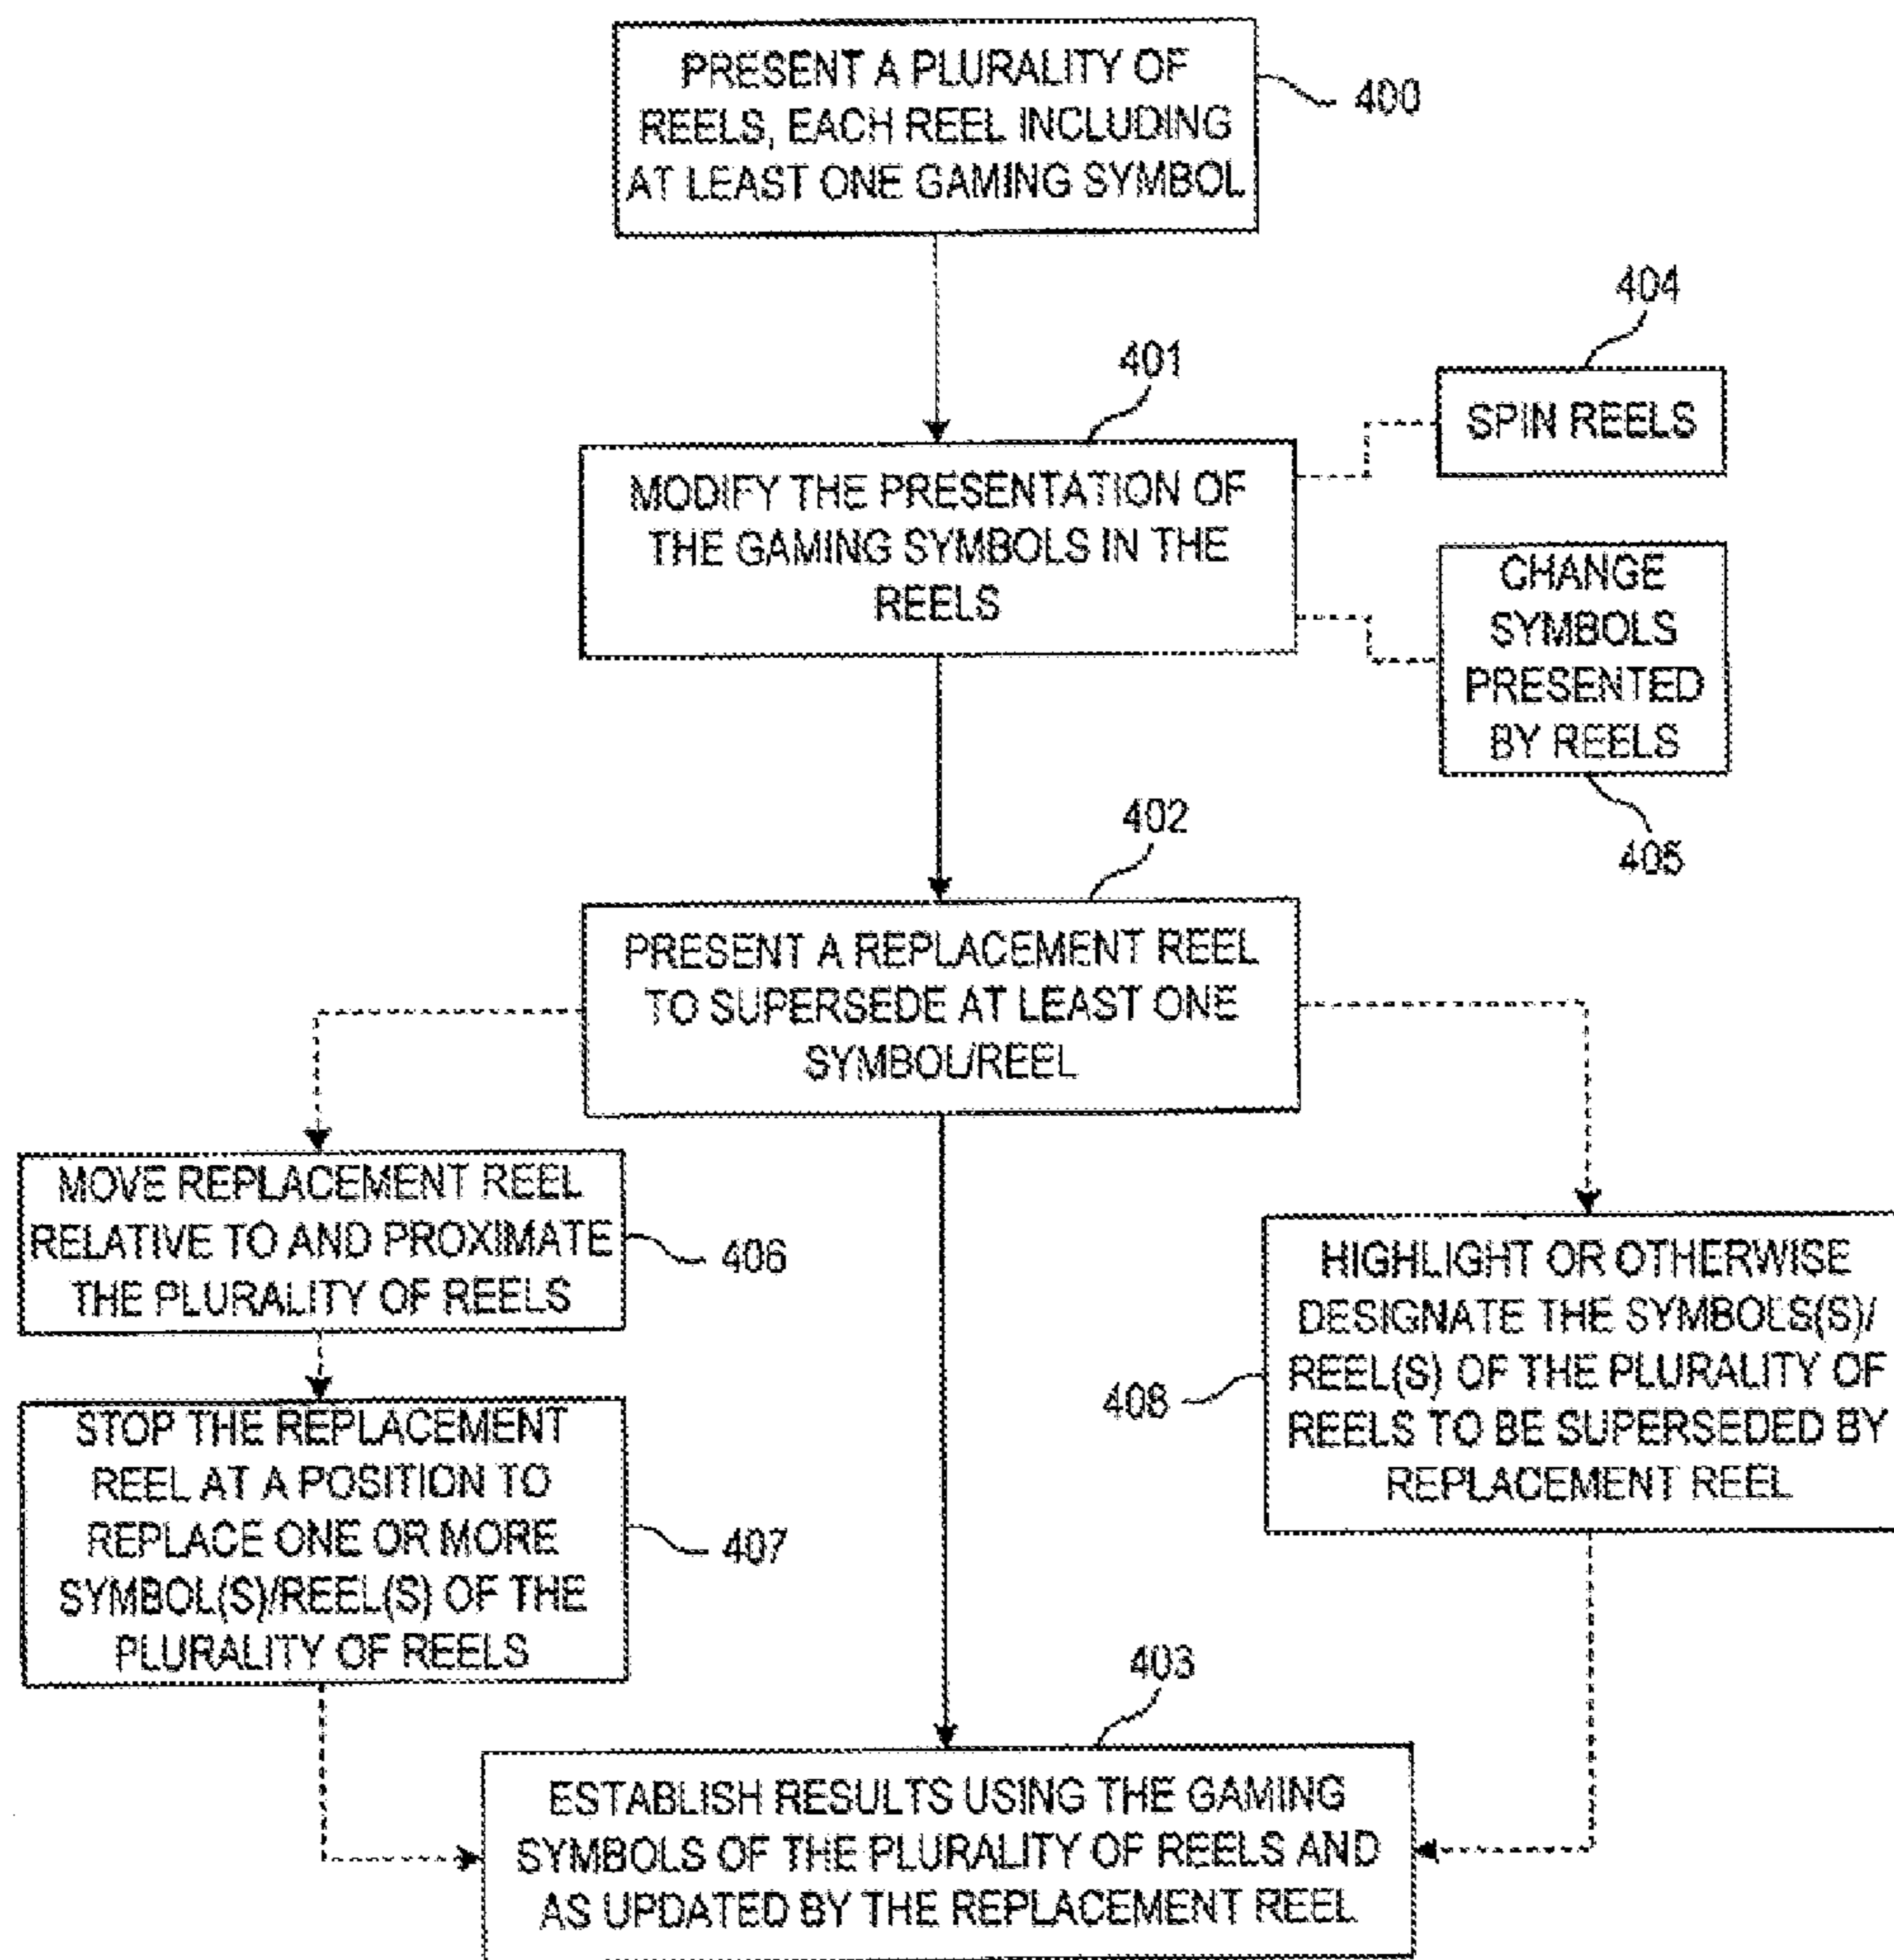 PRESENT A PLURALITY OF
REELS, EACH REEL INCLUDING
AT LEAST ONE GAMING SYMBOL
400
401
MODIFY THE PRESENTATION OF
THE GAMING SYMBOLS IN THE
REELS
404
SPIN REELS
CHANGE
SYMBOLS
PRESENTED
BY REELS
405
402
PRESENT A REPLACEMENT REEL
TO SUPERSEDE AT LEAST ONE
SYMBOL/REEL
MOVE REPLACEMENT REEL
RELATIVE TO AND PROXIMATE
THE PLURALITY OF REELS
406
STOP THE REPLACEMENT
REEL AT A POSITION TO
REPLACE ONE OR MORE
SYMBOL(S)/REEL(S) OF THE
PLURALITY OF REELS
407
HIGHLIGHT OR OTHERWISE
DESIGNATE THE SYMBOLS(S)/
REEL(S) OF THE PLURALITY OF
REELS TO BE SUPERSEDED BY
REPLACEMENT REEL
408
403
ESTABLISH RESULTS USING THE GAMING
SYMBOLS OF THE PLURALITY OF REELS AND
AS UPDATED BY THE REPLACEMENT REEL